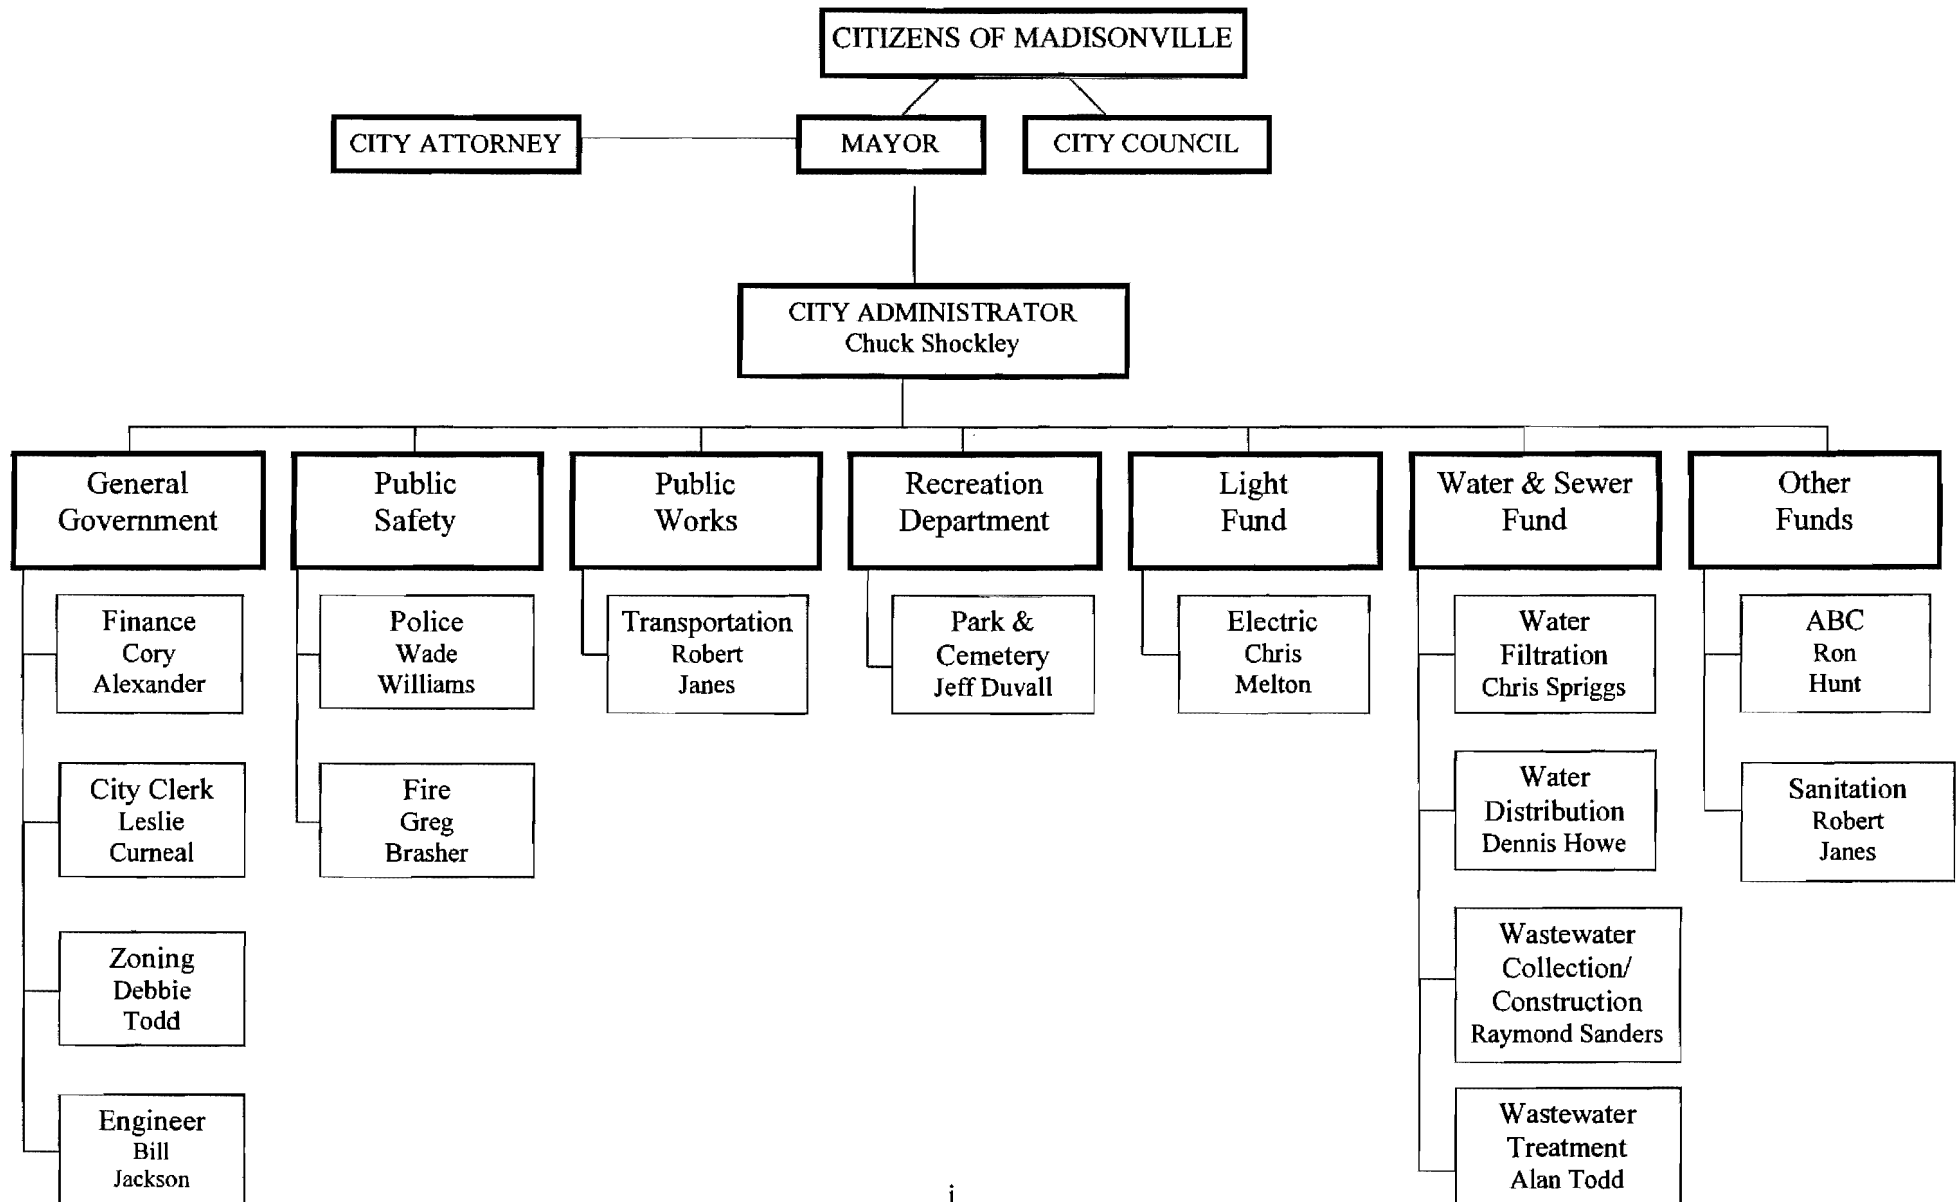 CITIZENS OF MADISONVILLE
CITY ATTORNEY
MAYOR
CITY COUNCIL
CITY ADMINISTRATOR
Chuck Shockley
General
Government
Public
Safety
Public
Works
Recreation
Department
Light
Fund
Water & Sewer
Fund
Other
Funds
Finance
Cory
Alexander
City Clerk
Leslie
Curneal
Zoning
Debbie
Todd
Engineer
Bill
Jackson
Police
Wade
Williams
Fire
Greg
Brasher
Transportation
Robert
Janes
Park &
Cemetery
Jeff Duvall
Electric
Chris
Melton
Water
Filtration
Chris Spriggs
Water
Distribution
Dennis Howe
Wastewater
Collection/
Construction
Raymond Sanders
Wastewater
Treatment
Alan Todd
ABC
Ron
Hunt
Sanitation
Robert
Janes
i